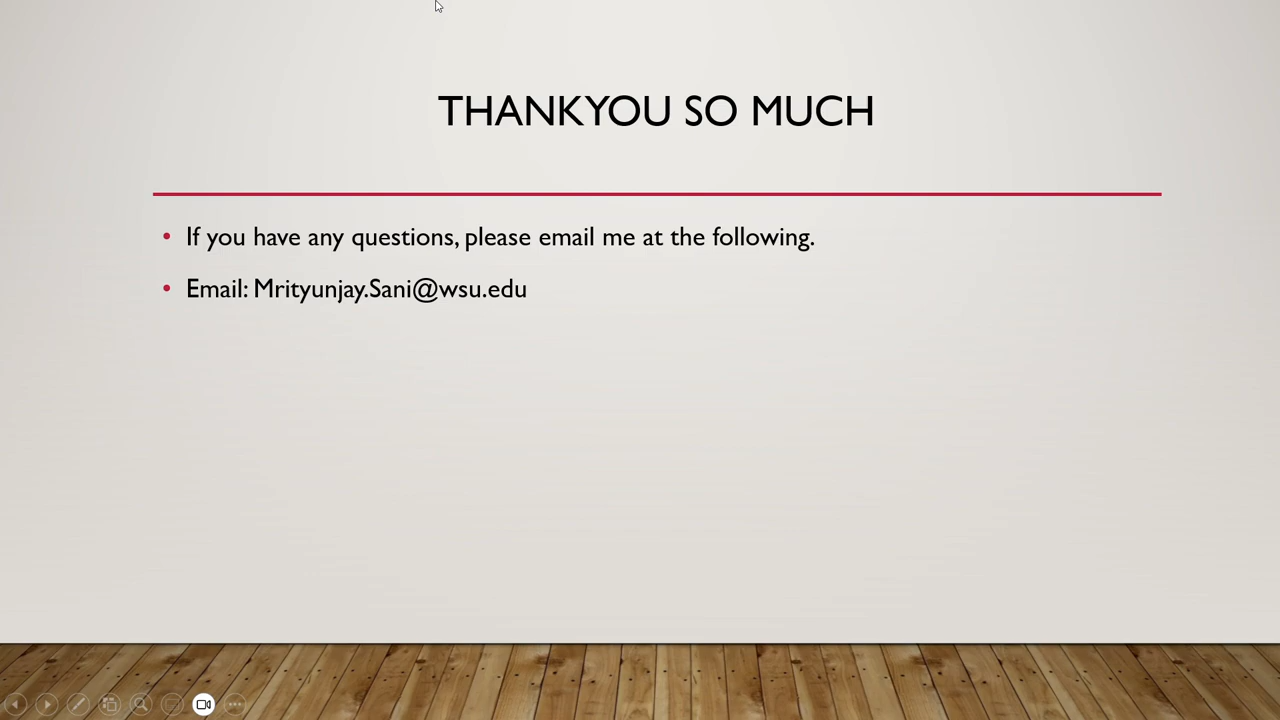 THANKYOU SO MUCH
• If you have any questions, please email me at the following.
• Email: Mrityunjay.Sani@wsu.edu